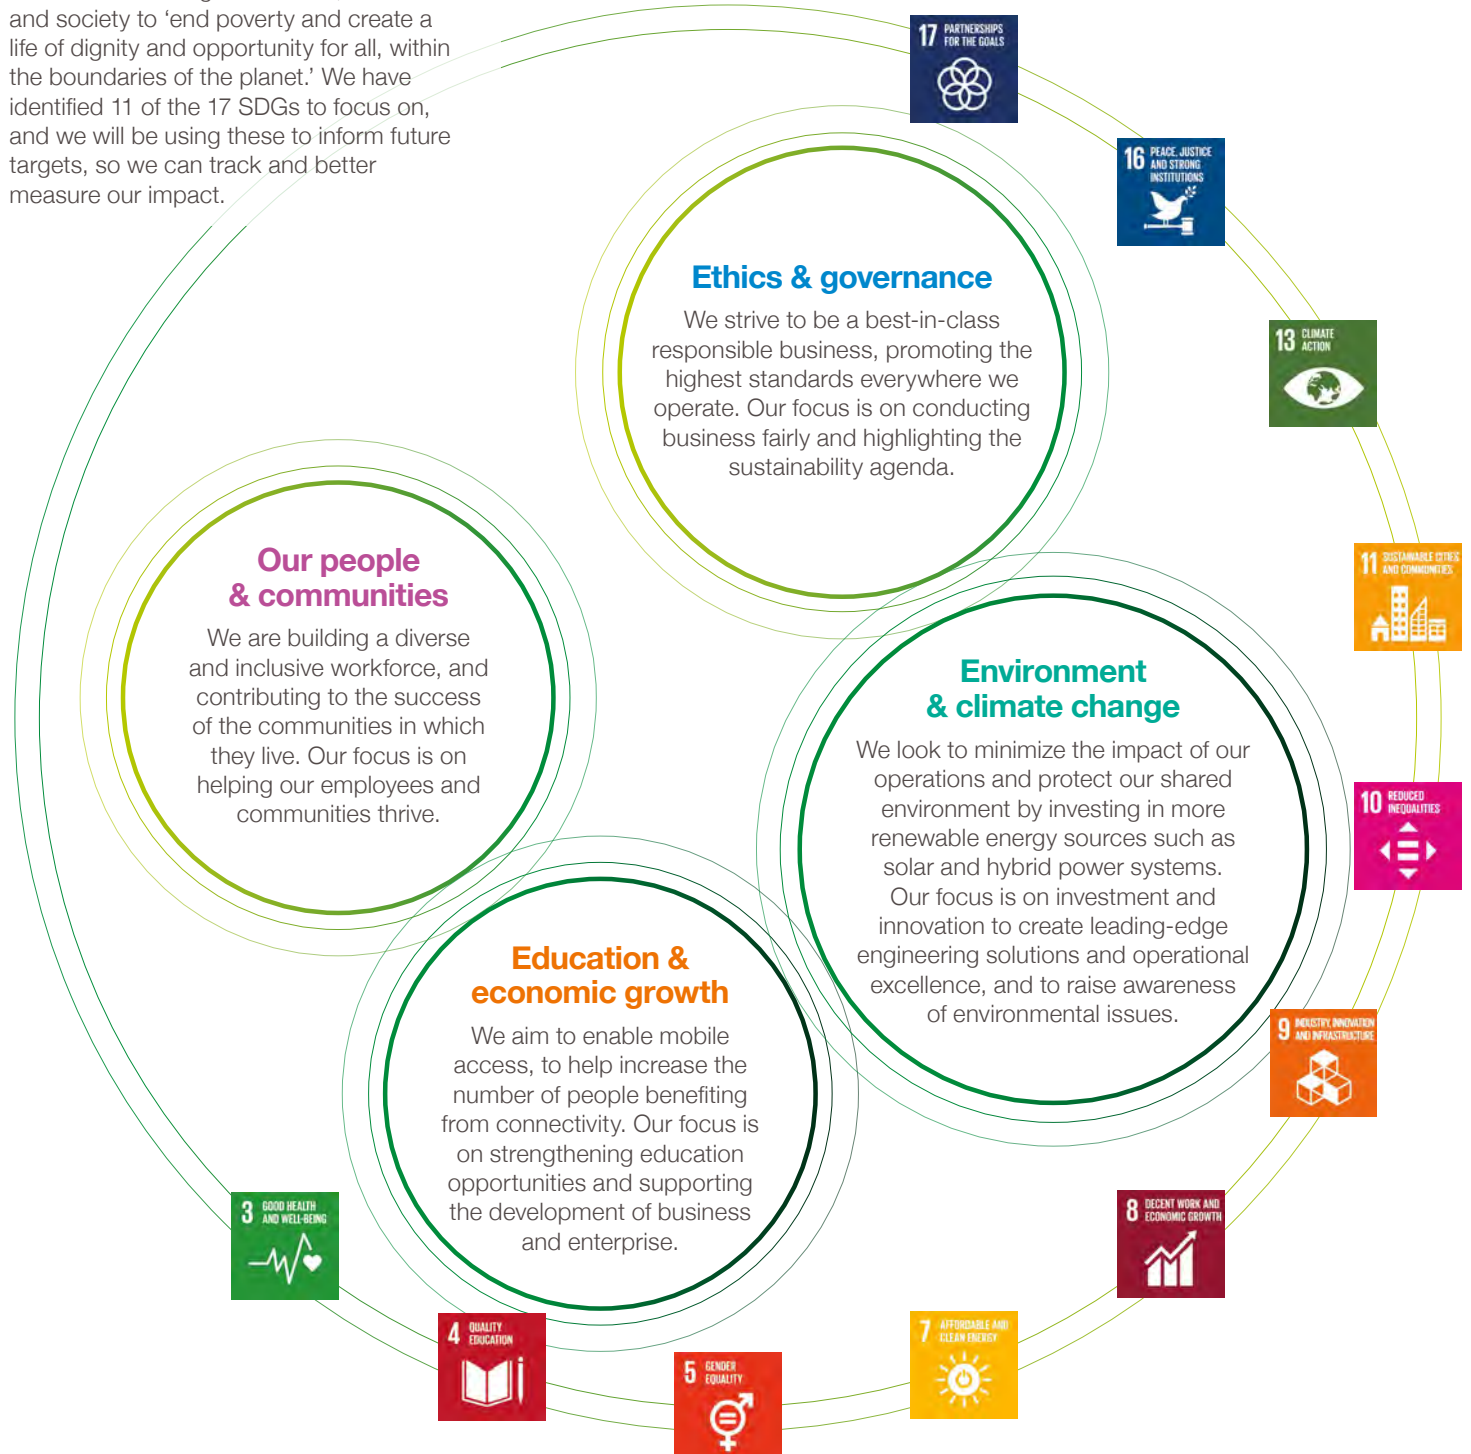 and society to ‘end poverty and create a
life of dignity and opportunity for all, within
the boundaries of the planet.’ We have
identified 11 of the 17 SDGs to focus on,
and we will be using these to inform future
targets, so we can track and better
measure our impact.
17 PARTNERSHIPS
FOR THE GOALS
16 PEACE, JUSTICE
AND STRONG
INSTITUTIONS
13 CLIMATE
ACTION
11 SUSTAINABLE CITIES
AND COMMUNITIES
10 REDUCED
INEQUALITIES
9 INDUSTRY, INNOVATION
AND INFRASTRUCTURE
8 DECENT WORK AND
ECONOMIC GROWTH
7 AFFORDABLE AND
CLEAN ENERGY
5 GENDER
EQUALITY
4 QUALITY
EDUCATION
3 GOOD HEALTH
AND WELL-BEING
Ethics & governance
We strive to be a best-in-class
responsible business, promoting the
highest standards everywhere we
operate. Our focus is on conducting
business fairly and highlighting the
sustainability agenda.
Our people
& communities
We are building a diverse
and inclusive workforce, and
contributing to the success
of the communities in which
they live. Our focus is on
helping our employees and
communities thrive.
Environment
& climate change
We look to minimize the impact of our
operations and protect our shared
environment by investing in more
renewable energy sources such as
solar and hybrid power systems.
Our focus is on investment and
innovation to create leading-edge
engineering solutions and operational
excellence, and to raise awareness
of environmental issues.
Education &
economic growth
We aim to enable mobile
access, to help increase the
number of people benefiting
from connectivity. Our focus is
on strengthening education
opportunities and supporting
the development of business
and enterprise.